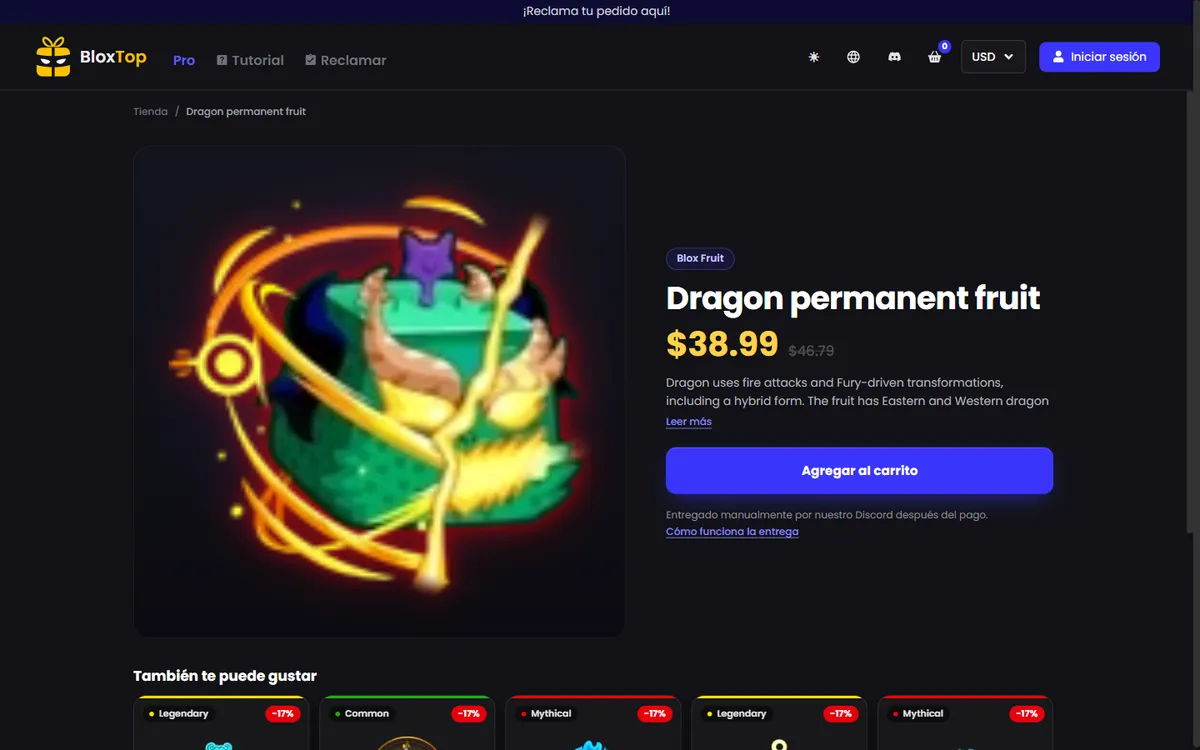 ¡Reclama tu pedido aquí!
BloxTop
Pro
Tutorial
Reclamar
0
USD
Iniciar sesión
Tienda / Dragon permanent fruit
Blox Fruit
Dragon permanent fruit
$38.99 $46.79
Dragon uses fire attacks and Fury-driven transformations,
including a hybrid form. The fruit has Eastern and Western dragon
Leer más
Agregar al carrito
Entregado manualmente por nuestro Discord después del pago.
Cómo funciona la entrega
También te puede gustar
Legendary -17%
Common -17%
Mythical -17%
Legendary -17%
Mythical -17%